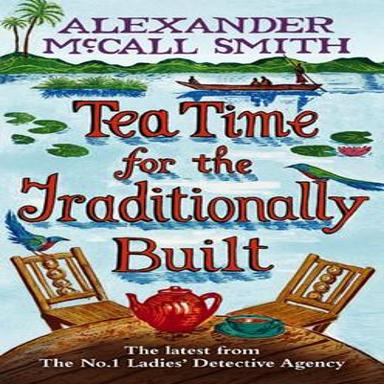 ALEXANDER
McCALL SMITH
Tea Time
for the
Traditionally
Built
The latest from
The No.1 Ladies' Detective Agency